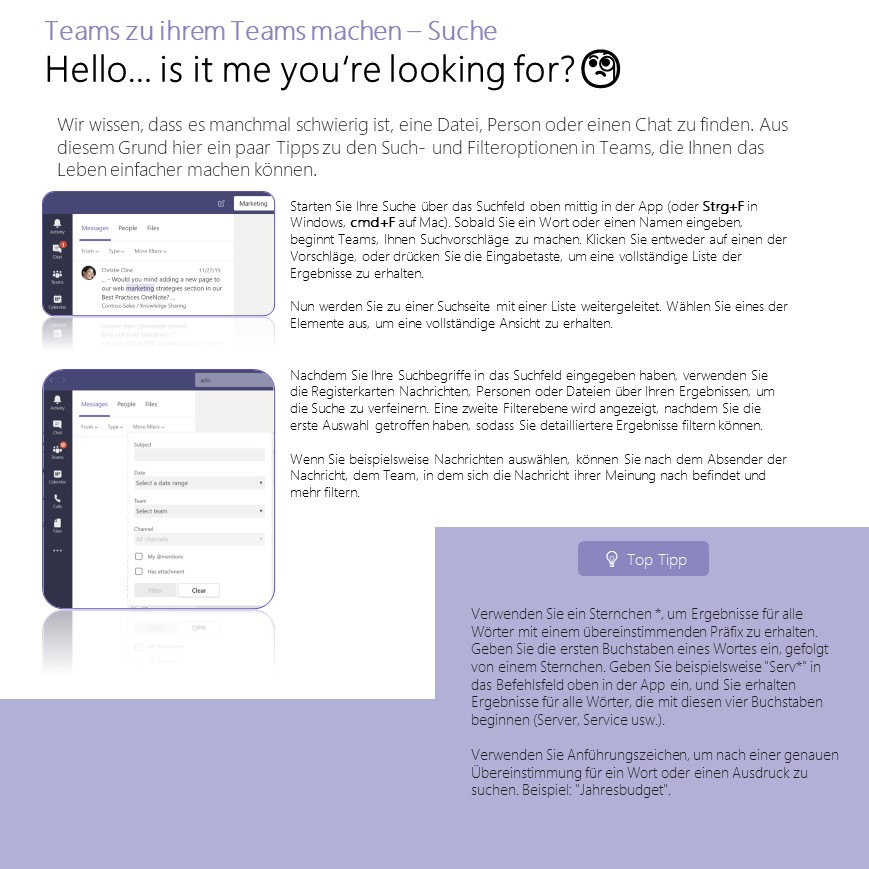 Teams zu ihrem Teams machen – Suche
Hello... is it me you're looking for?
Wir wissen, dass es manchmal schwierig ist, eine Datei, Person oder einen Chat zu finden. Aus
diesem Grund hier ein paar Tipps zu den Such- und Filteroptionen in Teams, die Ihnen das
Leben einfacher machen können.
Marketing
Activity
Chat
Teams
Calendar
Messages People Files
From Type More filters
Christie Cline 11/27/19
... - Would you mind adding a new page to
our web marketing strategies section in our
Best Practices OneNote? ...
Contoso Sales / Knowledge Sharing
Starten Sie Ihre Suche über das Suchfeld oben mittig in der App (oder Strg+F in
Windows, cmd+F auf Mac). Sobald Sie ein Wort oder einen Namen eingeben,
beginnt Teams, Ihnen Suchvorschläge zu machen. Klicken Sie entweder auf einen der
Vorschläge, oder drücken Sie die Eingabetaste, um eine vollständige Liste der
Ergebnisse zu erhalten.
Nun werden Sie zu einer Suchseite mit einer Liste weitergeleitet. Wählen Sie eines der
Elemente aus, um eine vollständige Ansicht zu erhalten.
Activity
Chat
Teams
Calendar
Calls
Files
Messages People Files
From Type More filters
Subject
Date
Select a date range
Team
Select team
Channel
All channels
My @mentions
Has attachment
Filter Clear
Nachdem Sie Ihre Suchbegriffe in das Suchfeld eingegeben haben, verwenden Sie
die Registerkarten Nachrichten, Personen oder Dateien über Ihren Ergebnissen, um
die Suche zu verfeinern. Eine zweite Filterebene wird angezeigt, nachdem Sie die
erste Auswahl getroffen haben, sodass Sie detailliertere Ergebnisse filtern können.
Wenn Sie beispielsweise Nachrichten auswählen, können Sie nach dem Absender der
Nachricht, dem Team, in dem sich die Nachricht ihrer Meinung nach befindet und
mehr filtern.
Top Tipp
Verwenden Sie ein Sternchen *, um Ergebnisse für alle
Wörter mit einem übereinstimmenden Präfix zu erhalten.
Geben Sie die ersten Buchstaben eines Wortes ein, gefolgt
von einem Sternchen. Geben Sie beispielsweise "Serv*" in
das Befehlsfeld oben in der App ein, und Sie erhalten
Ergebnisse für alle Wörter, die mit diesen vier Buchstaben
beginnen (Server, Service usw.).
Verwenden Sie Anführungszeichen, um nach einer genauen
Übereinstimmung für ein Wort oder einen Ausdruck zu
suchen. Beispiel: "Jahresbudget".